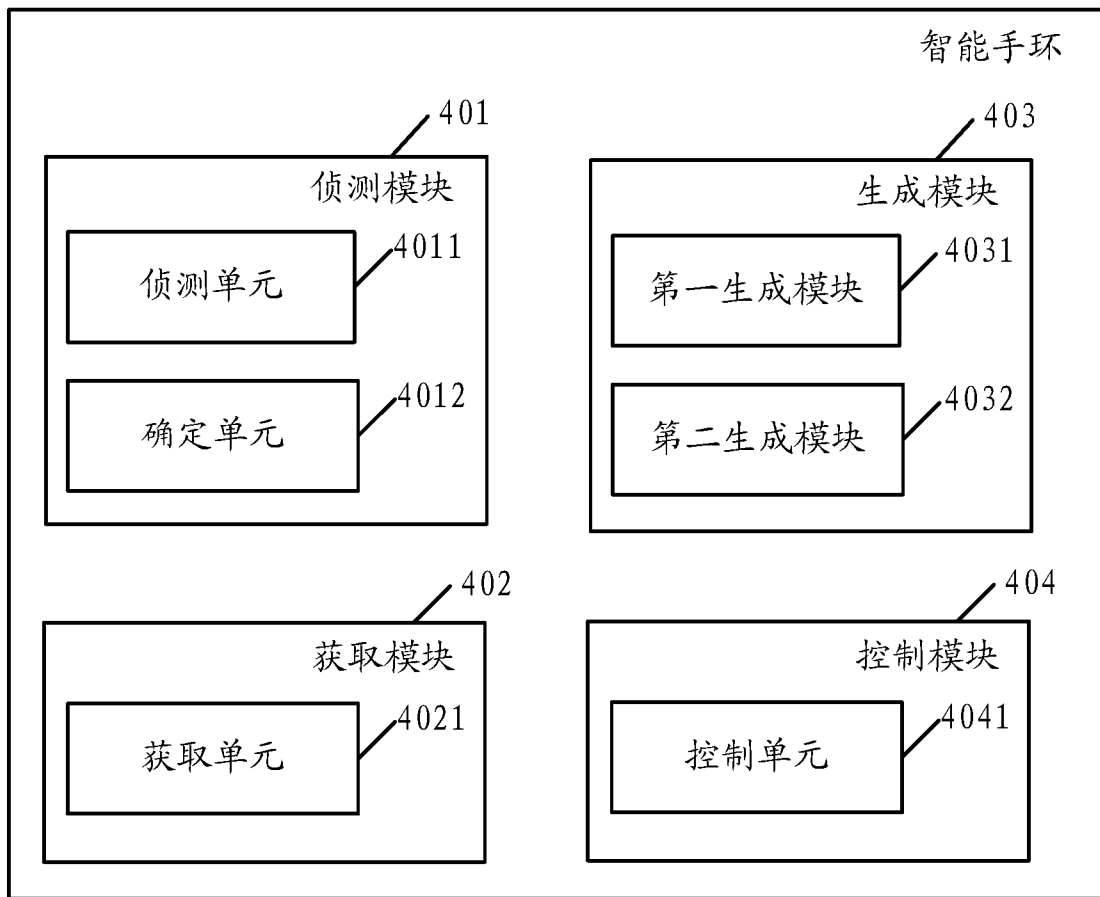 智能手环
401
侦测模块
4011
侦测单元
4012
确定单元
403
生成模块
4031
第一生成模块
4032
第二生成模块
402
获取模块
4021
获取单元
404
控制模块
4041
控制单元